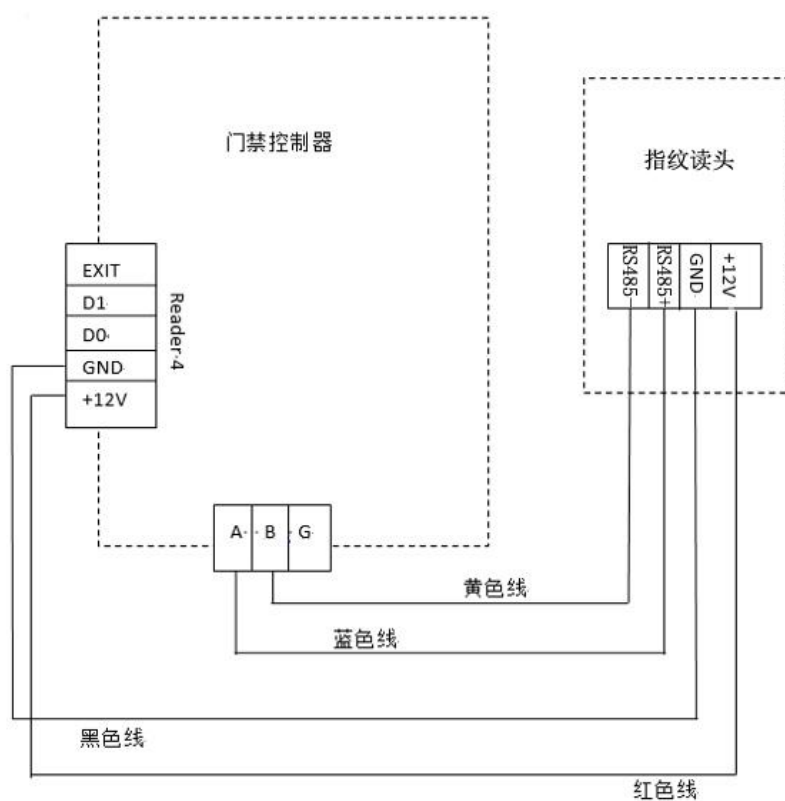 门禁控制器
指纹读头
RS485-
RS485+
GND
+12V
EXIT
D1
D0
GND
+12V
Reader 4
A
B
G
黄色线
蓝色线
黑色线
红色线